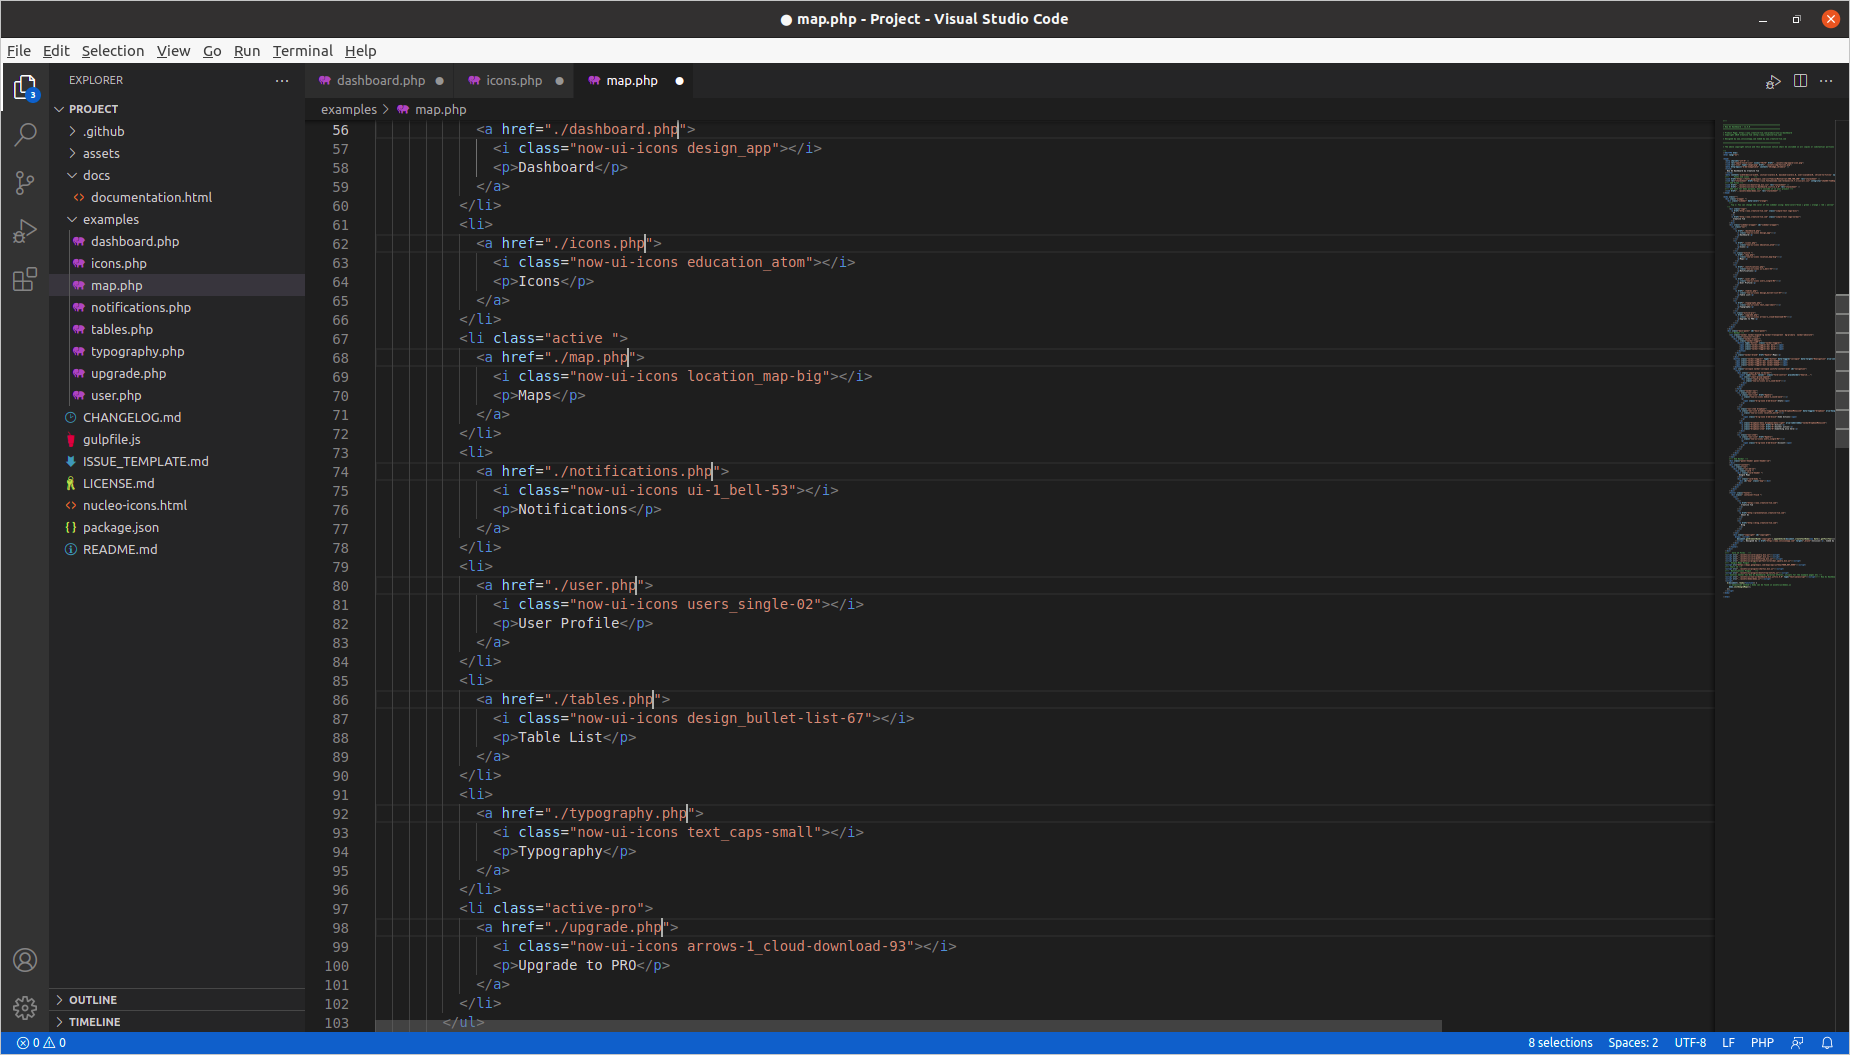 ● map.php - Project - Visual Studio Code
File Edit Selection View Go Run Terminal Help
EXPLORER
PROJECT
.github
assets
docs
documentation.html
examples
dashboard.php
icons.php
map.php
notifications.php
tables.php
typography.php
upgrade.php
user.php
CHANGELOG.md
gulpfile.js
ISSUE_TEMPLATE.md
LICENSE.md
nucleo-icons.html
package.json
README.md
OUTLINE
TIMELINE
3
dashboard.php ● icons.php ● map.php ●
examples > map.php
56 <a href="./dashboard.php">
57 <i class="now-ui-icons design_app"></i>
58 <p>Dashboard</p>
59 </a>
60 </li>
61 <li>
62 <a href="./icons.php">
63 <i class="now-ui-icons education_atom"></i>
64 <p>Icons</p>
65 </a>
66 </li>
67 <li class="active ">
68 <a href="./map.php">
69 <i class="now-ui-icons location_map-big"></i>
70 <p>Maps</p>
71 </a>
72 </li>
73 <li>
74 <a href="./notifications.php">
75 <i class="now-ui-icons ui-1_bell-53"></i>
76 <p>Notifications</p>
77 </a>
78 </li>
79 <li>
80 <a href="./user.php">
81 <i class="now-ui-icons users_single-02"></i>
82 <p>User Profile</p>
83 </a>
84 </li>
85 <li>
86 <a href="./tables.php">
87 <i class="now-ui-icons design_bullet-list-67"></i>
88 <p>Table List</p>
89 </a>
90 </li>
91 <li>
92 <a href="./typography.php">
93 <i class="now-ui-icons text_caps-small"></i>
94 <p>Typography</p>
95 </a>
96 </li>
97 <li class="active-pro">
98 <a href="./upgrade.php">
99 <i class="now-ui-icons arrows-1_cloud-download-93"></i>
100 <p>Upgrade to PRO</p>
101 </a>
102 </li>
103 </ul>
0 0 8 selections Spaces: 2 UTF-8 LF PHP